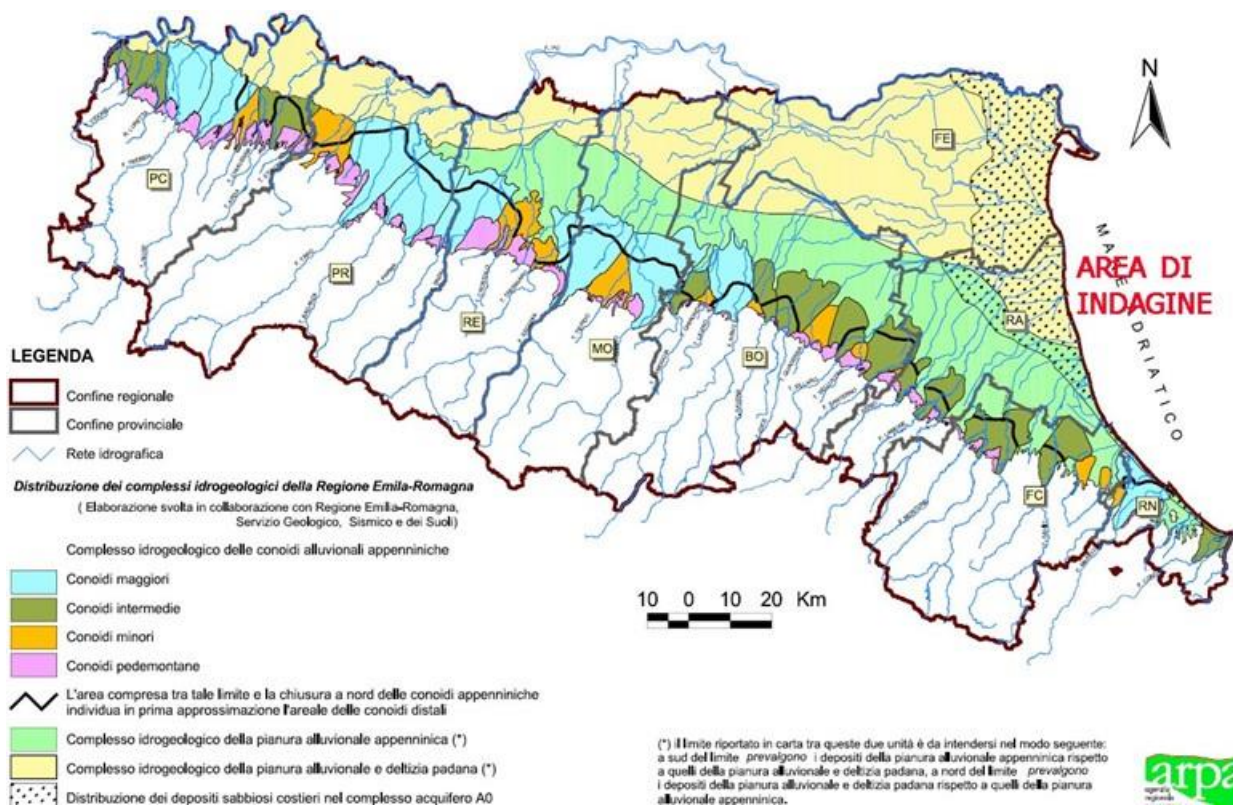 N
FE
PC
PR
RE
MO
BO
RA
FC
RN
MARE ADRIATICO
AREA DI
INDAGINE
LEGENDA
Confine regionale
Confine provinciale
Rete idrografica
Distribuzione dei complessi idrogeologici della Regione Emila-Romagna
( Elaborazione svolta in collaborazione con Regione Emilia-Romagna,
Servizio Geologico, Sismico e dei Suoli)
Complesso idrogeologico delle conoidi alluvionali appenniniche
Conoidi maggiori
Conoidi intermedie
Conoidi minori
Conoidi pedemontane
L'area compresa tra tale limite e la chiusura a nord delle conoidi appenniniche
individua in prima approssimazione l'areale delle conoidi distali
Complesso idrogeologico della pianura alluvionale appenninica (*)
Complesso idrogeologico della pianura alluvionale e deltizia padana (*)
Distribuzione dei depositi sabbiosi costieri nel complesso acquifero A0
10 0 10 20 Km
(*) il limite riportato in carta tra queste due unità è da intendersi nel modo seguente:
a sud del limite prevalgono i depositi della pianura alluvionale appenninica rispetto
a quelli della pianura alluvionale e deltizia padana, a nord del limite prevalgono
i depositi della pianura alluvionale e deltizia padana rispetto a quelli della pianura
alluvionale appenninica.
arpa